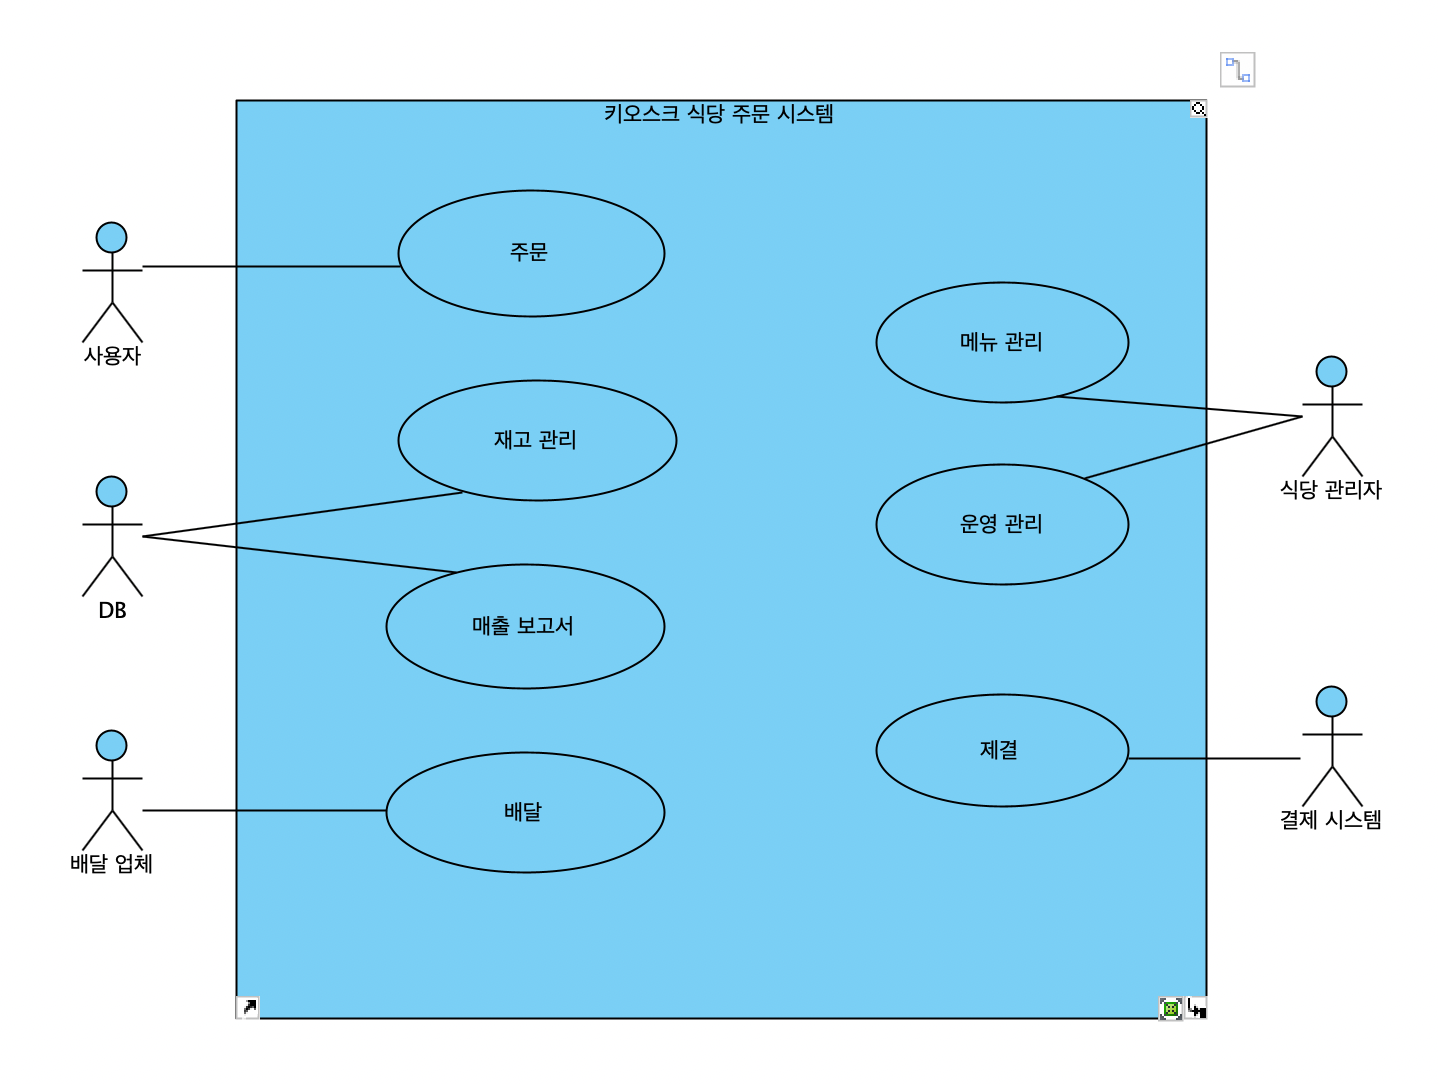 키오스크 식당 주문 시스템
주문
사용자
메뉴 관리
재고 관리
식당 관리자
운영 관리
DB
매출 보고서
제결
결제 시스템
배달
배달 업체